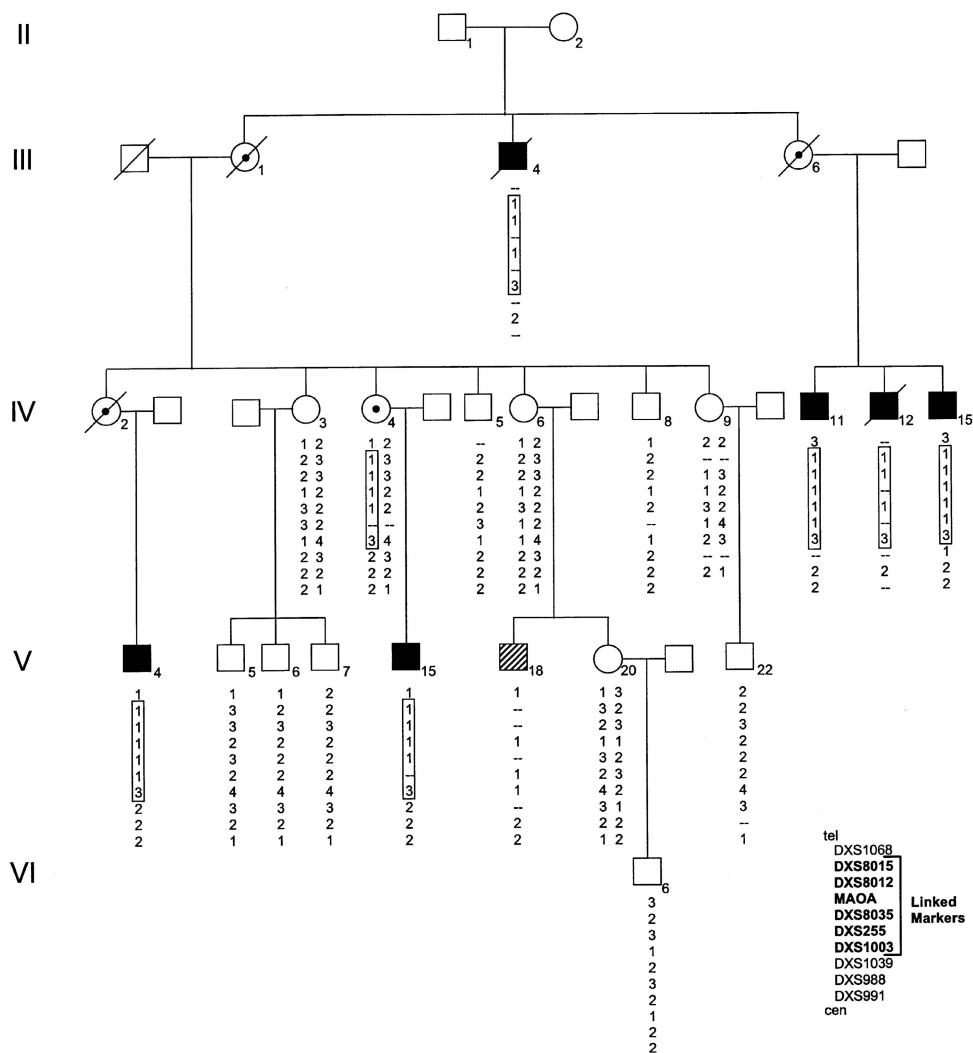 II
1 2
III
1 4 6
--
1
1
--
1
--
3
--
2
--
IV
2 3 4 5 6 8 9 11 12 15
1 2 1 2 -- 1 2 1 2 2 3 -- 3
2 3 1 3 2 2 3 2 -- -- 1 1 1
2 3 1 3 2 2 3 -- 1 3 1 1 1
1 2 1 2 1 1 2 1 1 2 1 -- 1
3 2 1 2 2 3 2 2 3 2 1 1 1
3 2 -- -- 3 1 2 -- 1 4 1 -- 1
1 4 3 4 1 1 4 1 2 3 3 3 3
2 3 2 3 2 2 3 2 -- -- -- -- 1
2 2 2 2 2 2 2 2 2 1 2 2 2
2 1 2 1 2 2 1 2 2 -- 2
V
4 5 6 7 15 18 20 22
1 1 1 2 1 1 1 3 2
1 3 2 2 1 -- 3 2 2
1 3 3 3 1 -- 2 3 3
1 2 2 2 1 1 1 1 2
1 3 2 2 1 -- 3 2 2
1 2 2 2 -- 1 2 3 2
3 4 4 4 3 1 4 2 4
2 3 3 3 2 -- 3 1 3
2 2 2 2 2 2 2 2 --
2 1 1 1 2 2 1 2 1
VI
6
3
2
3
1
2
3
2
1
2
2
tel
DXS1068
DXS8015
DXS8012
MAOA
DXS8035
DXS255
DXS1003
DXS1039
DXS988
DXS991
cen
Linked
Markers